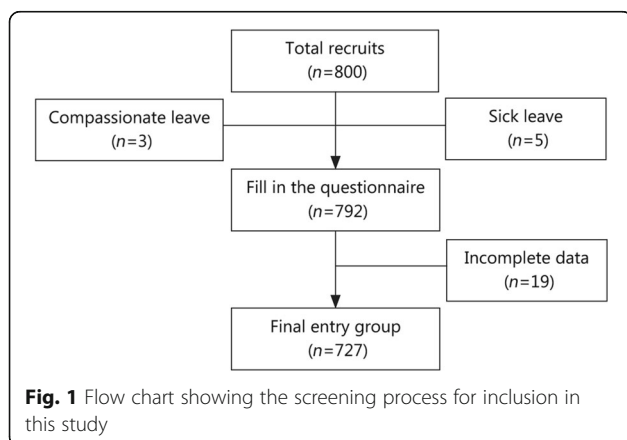 Total recruits
(n=800)
Compassionate leave
(n=3)
Sick leave
(n=5)
Fill in the questionnaire
(n=792)
Incomplete data
(n=19)
Final entry group
(n=727)
Fig. 1 Flow chart showing the screening process for inclusion in
this study